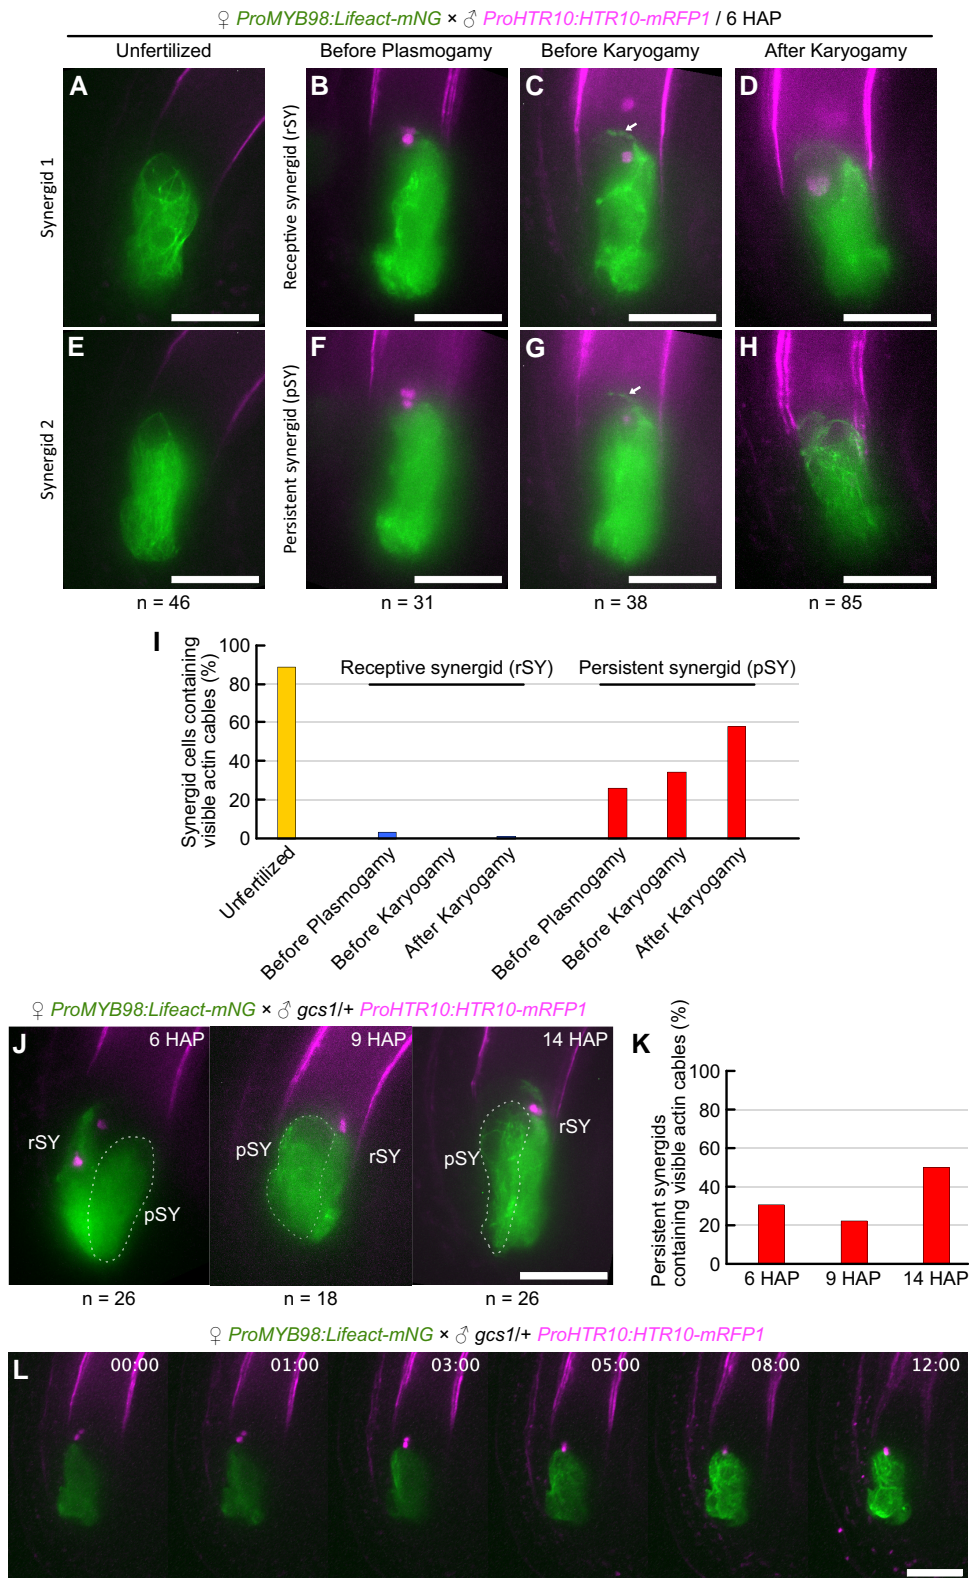 ♀ ProMYB98:Lifeact-mNG × ♂ ProHTR10:HTR10-mRFP1 / 6 HAP
Unfertilized
Before Plasmogamy
Before Karyogamy
After Karyogamy
Synergid 1
A
Receptive synergid (rSY)
B
C
D
Synergid 2
E
Persistent synergid (pSY)
F
G
H
n = 46
n = 31
n = 38
n = 85
I
Synergid cells containing
visible actin cables (%)
100
80
60
40
20
0
Receptive synergid (rSY)
Persistent synergid (pSY)
Unfertilized
Before Plasmogamy
Before Karyogamy
After Karyogamy
Before Plasmogamy
Before Karyogamy
After Karyogamy
♀ ProMYB98:Lifeact-mNG × ♂ gcs1/+ ProHTR10:HTR10-mRFP1
J
6 HAP
rSY
pSY
9 HAP
pSY
rSY
14 HAP
pSY
rSY
n = 26
n = 18
n = 26
K
Persistent synergids
containing visible actin cables (%)
100
80
60
40
20
0
6 HAP
9 HAP
14 HAP
♀ ProMYB98:Lifeact-mNG × ♂ gcs1/+ ProHTR10:HTR10-mRFP1
L
00:00
01:00
03:00
05:00
08:00
12:00